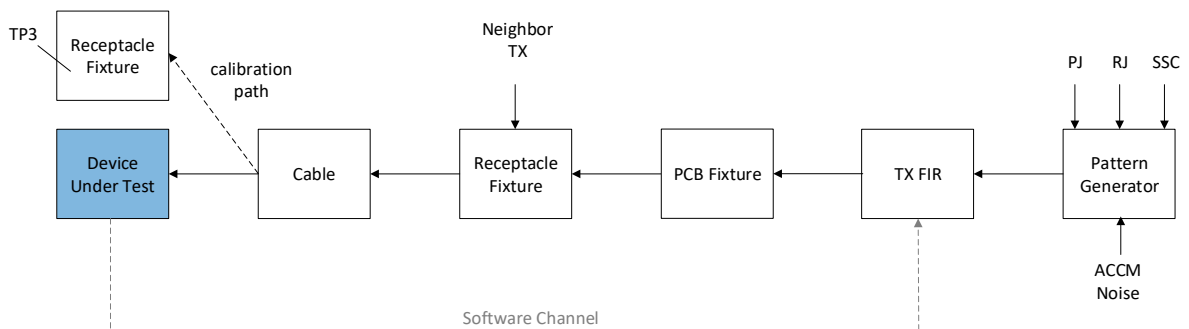 TP3
Receptacle
Fixture
calibration
path
Neighbor
TX
PJ
RJ
SSC
Device
Under Test
Cable
Receptacle
Fixture
PCB Fixture
TX FIR
Pattern
Generator
ACCM
Noise
Software Channel